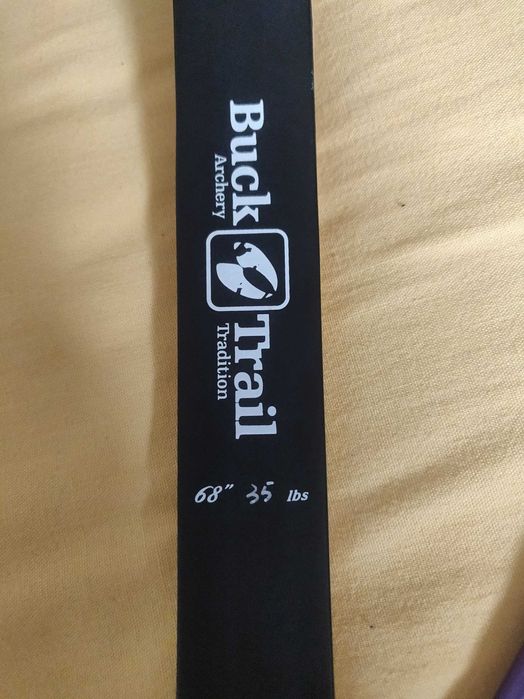 Buck Trail
Archery Tradition
68" 35 lbs